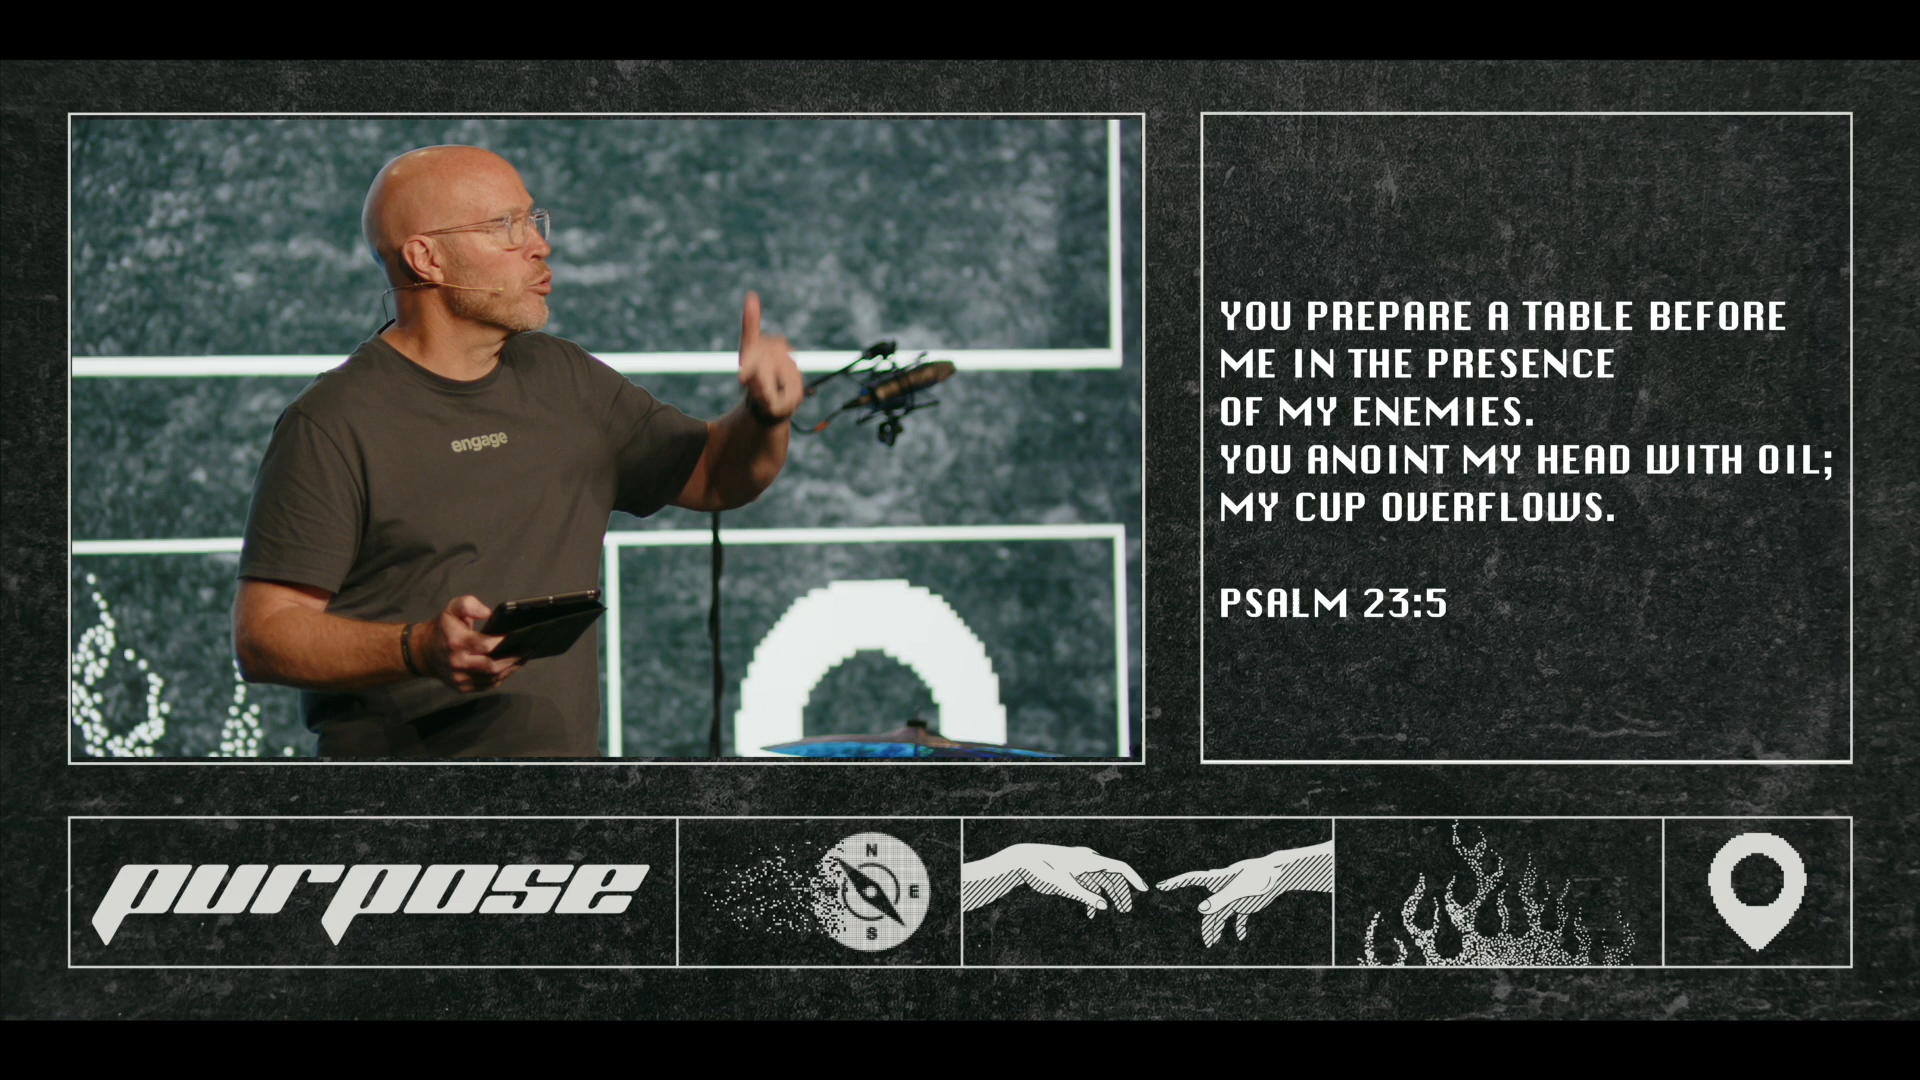 engage
YOU PREPARE A TABLE BEFORE
ME IN THE PRESENCE
OF MY ENEMIES.
YOU ANOINT MY HEAD WITH OIL;
MY CUP OVERFLOWS.
PSALM 23:5
purpose
N
E
S